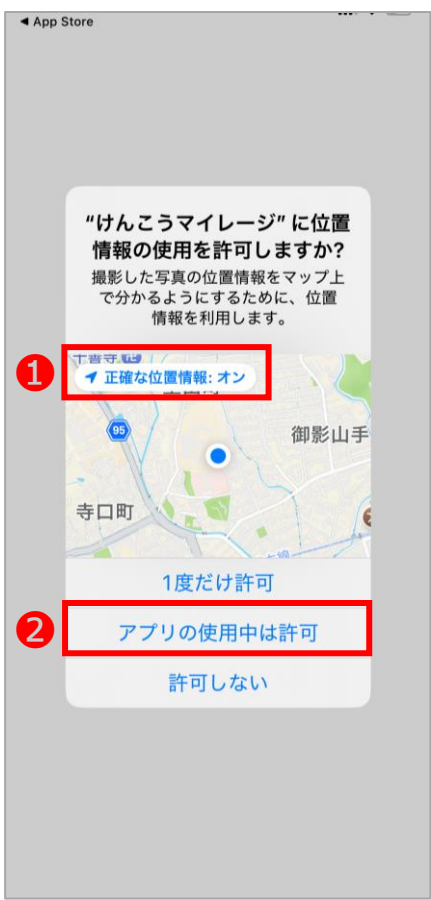 ◀ App Store
“けんこうマイレージ” に位置
情報の使用を許可しますか?
撮影した写真の位置情報をマップ上
で分かるようにするために、位置
情報を利用します。
1
正確な位置情報: オン
95
御影山手
寺口町
1度だけ許可
2
アプリの使用中は許可
許可しない